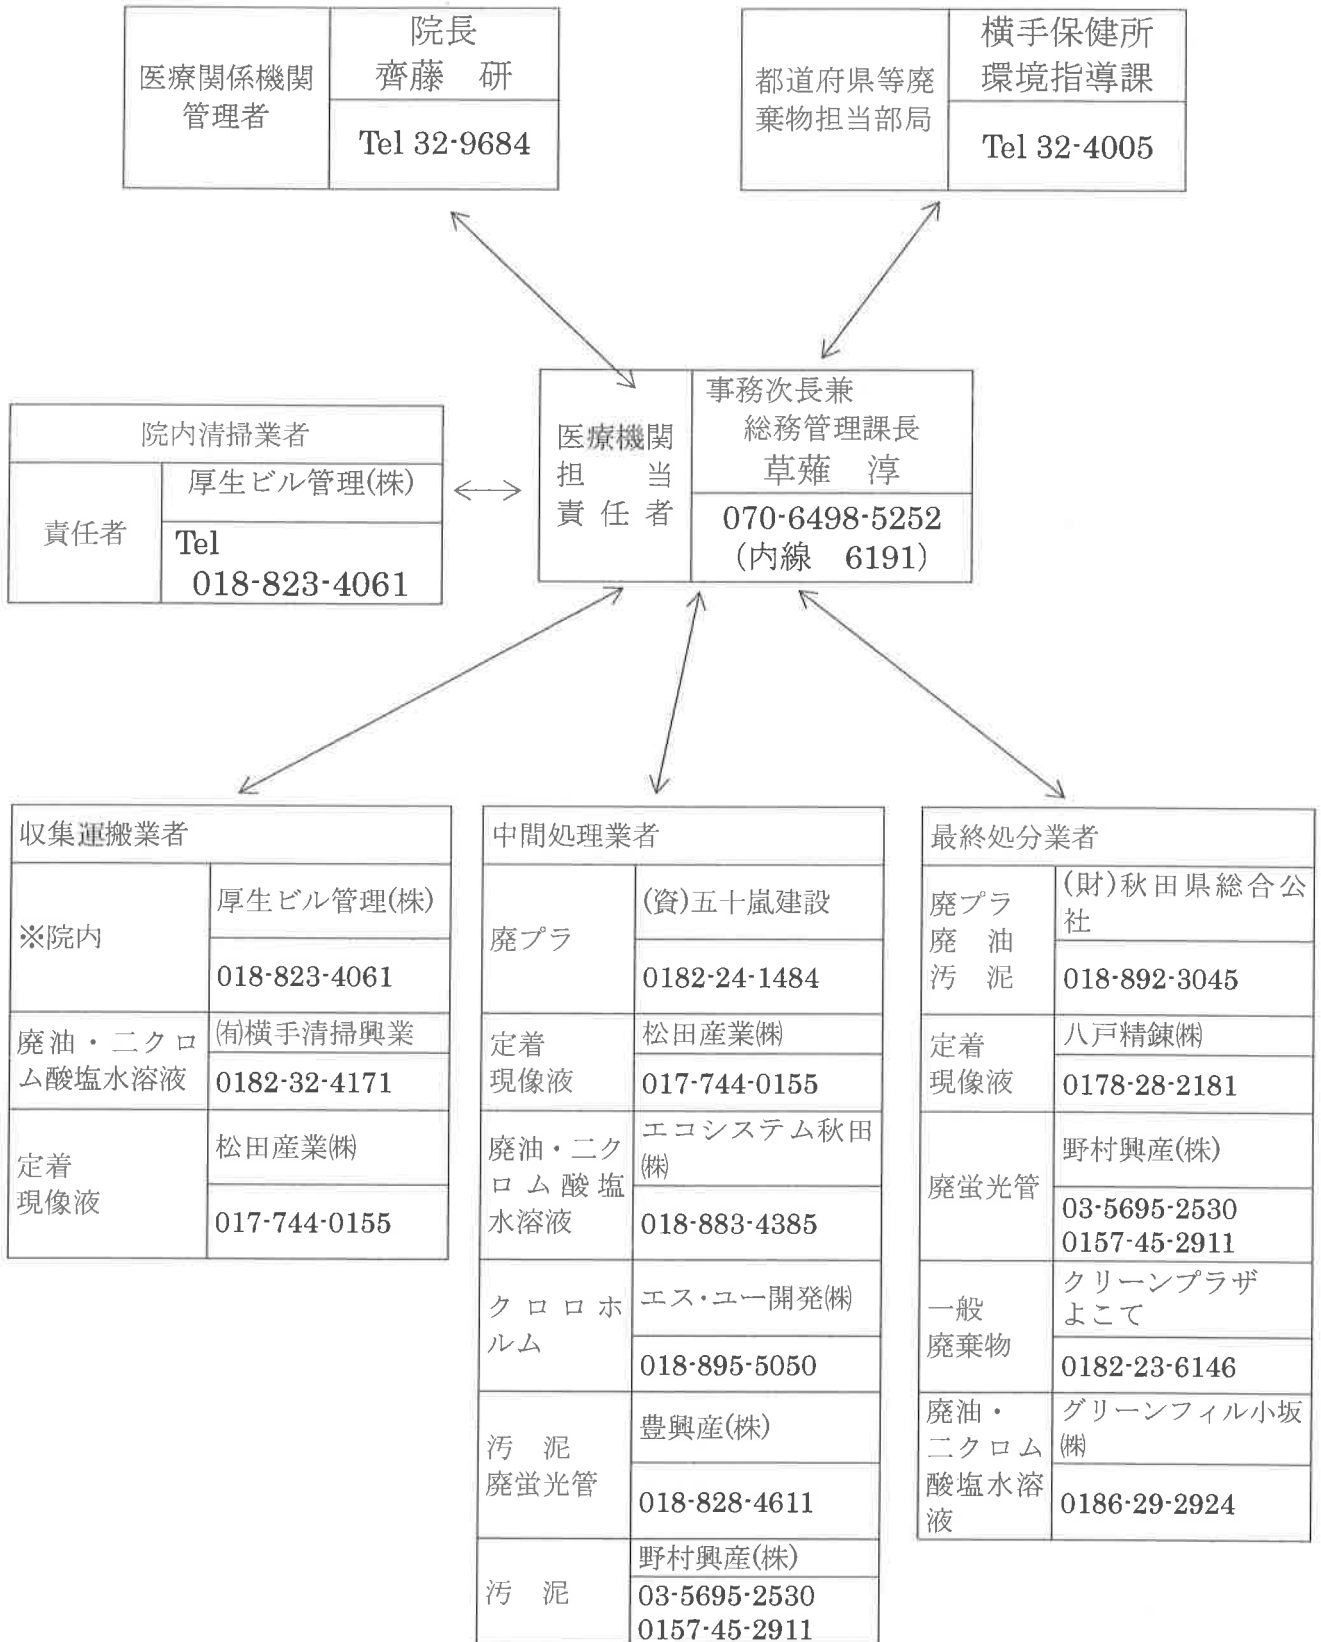 医療関係機関
管理者
院長
齊藤　研
Tel 32-9684
都道府県等廃
棄物担当部局
横手保健所
環境指導課
Tel 32-4005
院内清掃業者
責任者
厚生ビル管理(株)
Tel
018-823-4061
医療機関
担　当
責 任 者
事務次長兼
総務管理課長
草薙　淳
070-6498-5252
(内線　6191)
収集運搬業者
※院内
厚生ビル管理(株)
018-823-4061
廃油・二クロ
ム酸塩水溶液
㈲横手清掃興業
0182-32-4171
定着
現像液
松田産業㈱
017-744-0155
中間処理業者
廃プラ
(資)五十嵐建設
0182-24-1484
定着
現像液
松田産業㈱
017-744-0155
廃油・二ク
ロム酸塩
水溶液
エコシステム秋田
㈱
018-883-4385
クロロホ
ルム
エス・ユー開発㈱
018-895-5050
汚　泥
廃蛍光管
豊興産(株)
018-828-4611
汚　泥
野村興産(株)
03-5695-2530
0157-45-2911
最終処分業者
廃プラ
廃　油
汚　泥
(財)秋田県総合公
社
018-892-3045
定着
現像液
八戸精錬㈱
0178-28-2181
廃蛍光管
野村興産(株)
03-5695-2530
0157-45-2911
一般
廃棄物
クリーンプラザ
よこて
0182-23-6146
廃油・
二クロム
酸塩水溶
液
グリーンフィル小坂
㈱
0186-29-2924